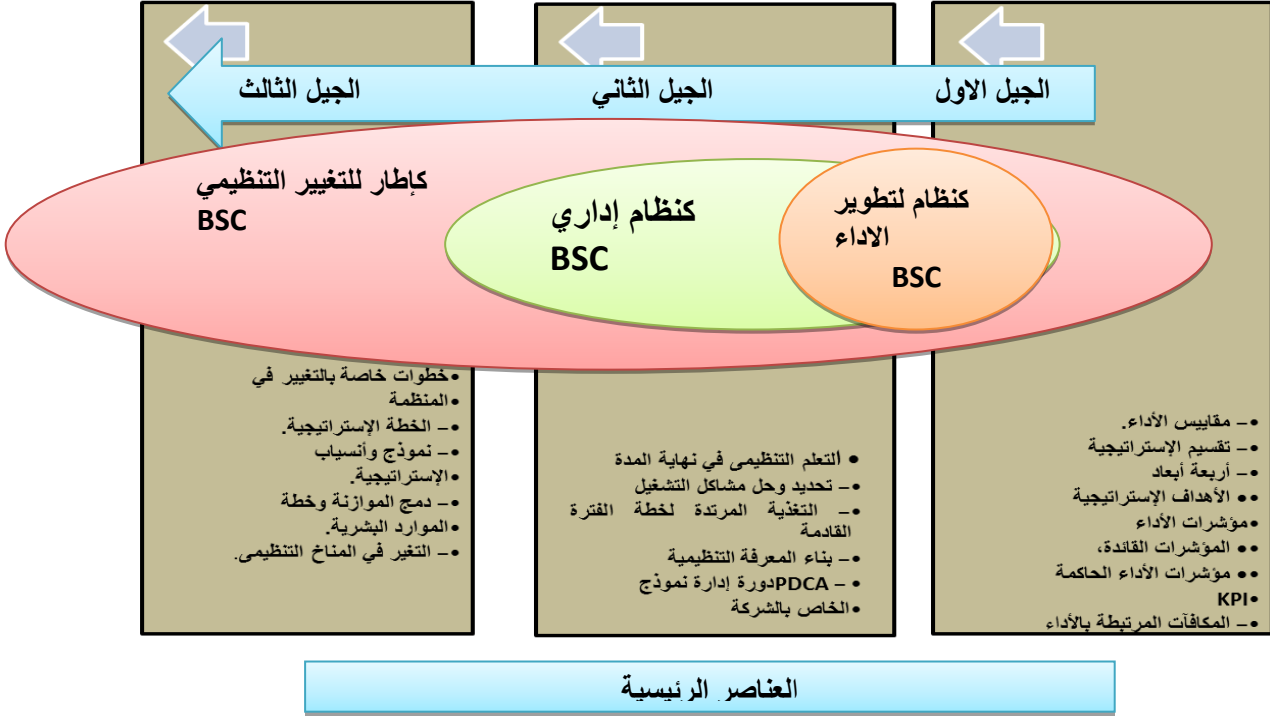 الجيل الاول
الجيل الثاني
الجيل الثالث
كنظام لتطوير
الاداء
BSC
كنظام إداري
BSC
كإطار للتغيير التنظيمي
BSC
•– مقاييس الأداء.
•– تقسيم الإستراتيجية
•– أربعة أبعاد
•• الأهداف الإستراتيجية
•مؤشرات الأداء
•• المؤشرات القائدة،
•• مؤشرات الأداء الحاكمة
•KPI
•– المكافآت المرتبطة بالأداء
• ألتعلم التنظيمى في نهاية المدة
•– تحديد وحل مشاكل التشغيل
•– التغذية المرتدة لخطة الفترة
القادمة
•– بناء المعرفة التنظيمية
•– PDCAدورة إدارة نموذج
•الخاص بالشركة
•خطوات خاصة بالتغيير في
•المنظمة
•– الخطة الإستراتيجية.
•– نموذج وأنسياب
•الإستراتيجية.
•– دمج الموازنة وخطة
•الموارد البشرية.
•– التغير في المناخ التنظيمى.
العناصر الرئيسية